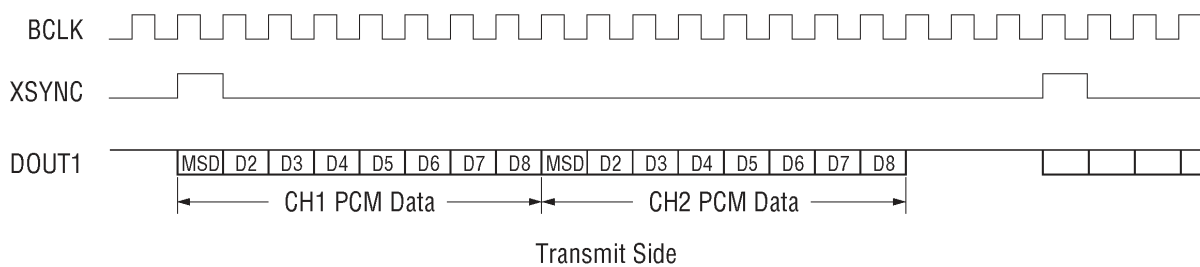 BCLK
XSYNC
DOUT1 MSD D2 D3 D4 D5 D6 D7 D8 MSD D2 D3 D4 D5 D6 D7 D8
CH1 PCM Data CH2 PCM Data
Transmit Side